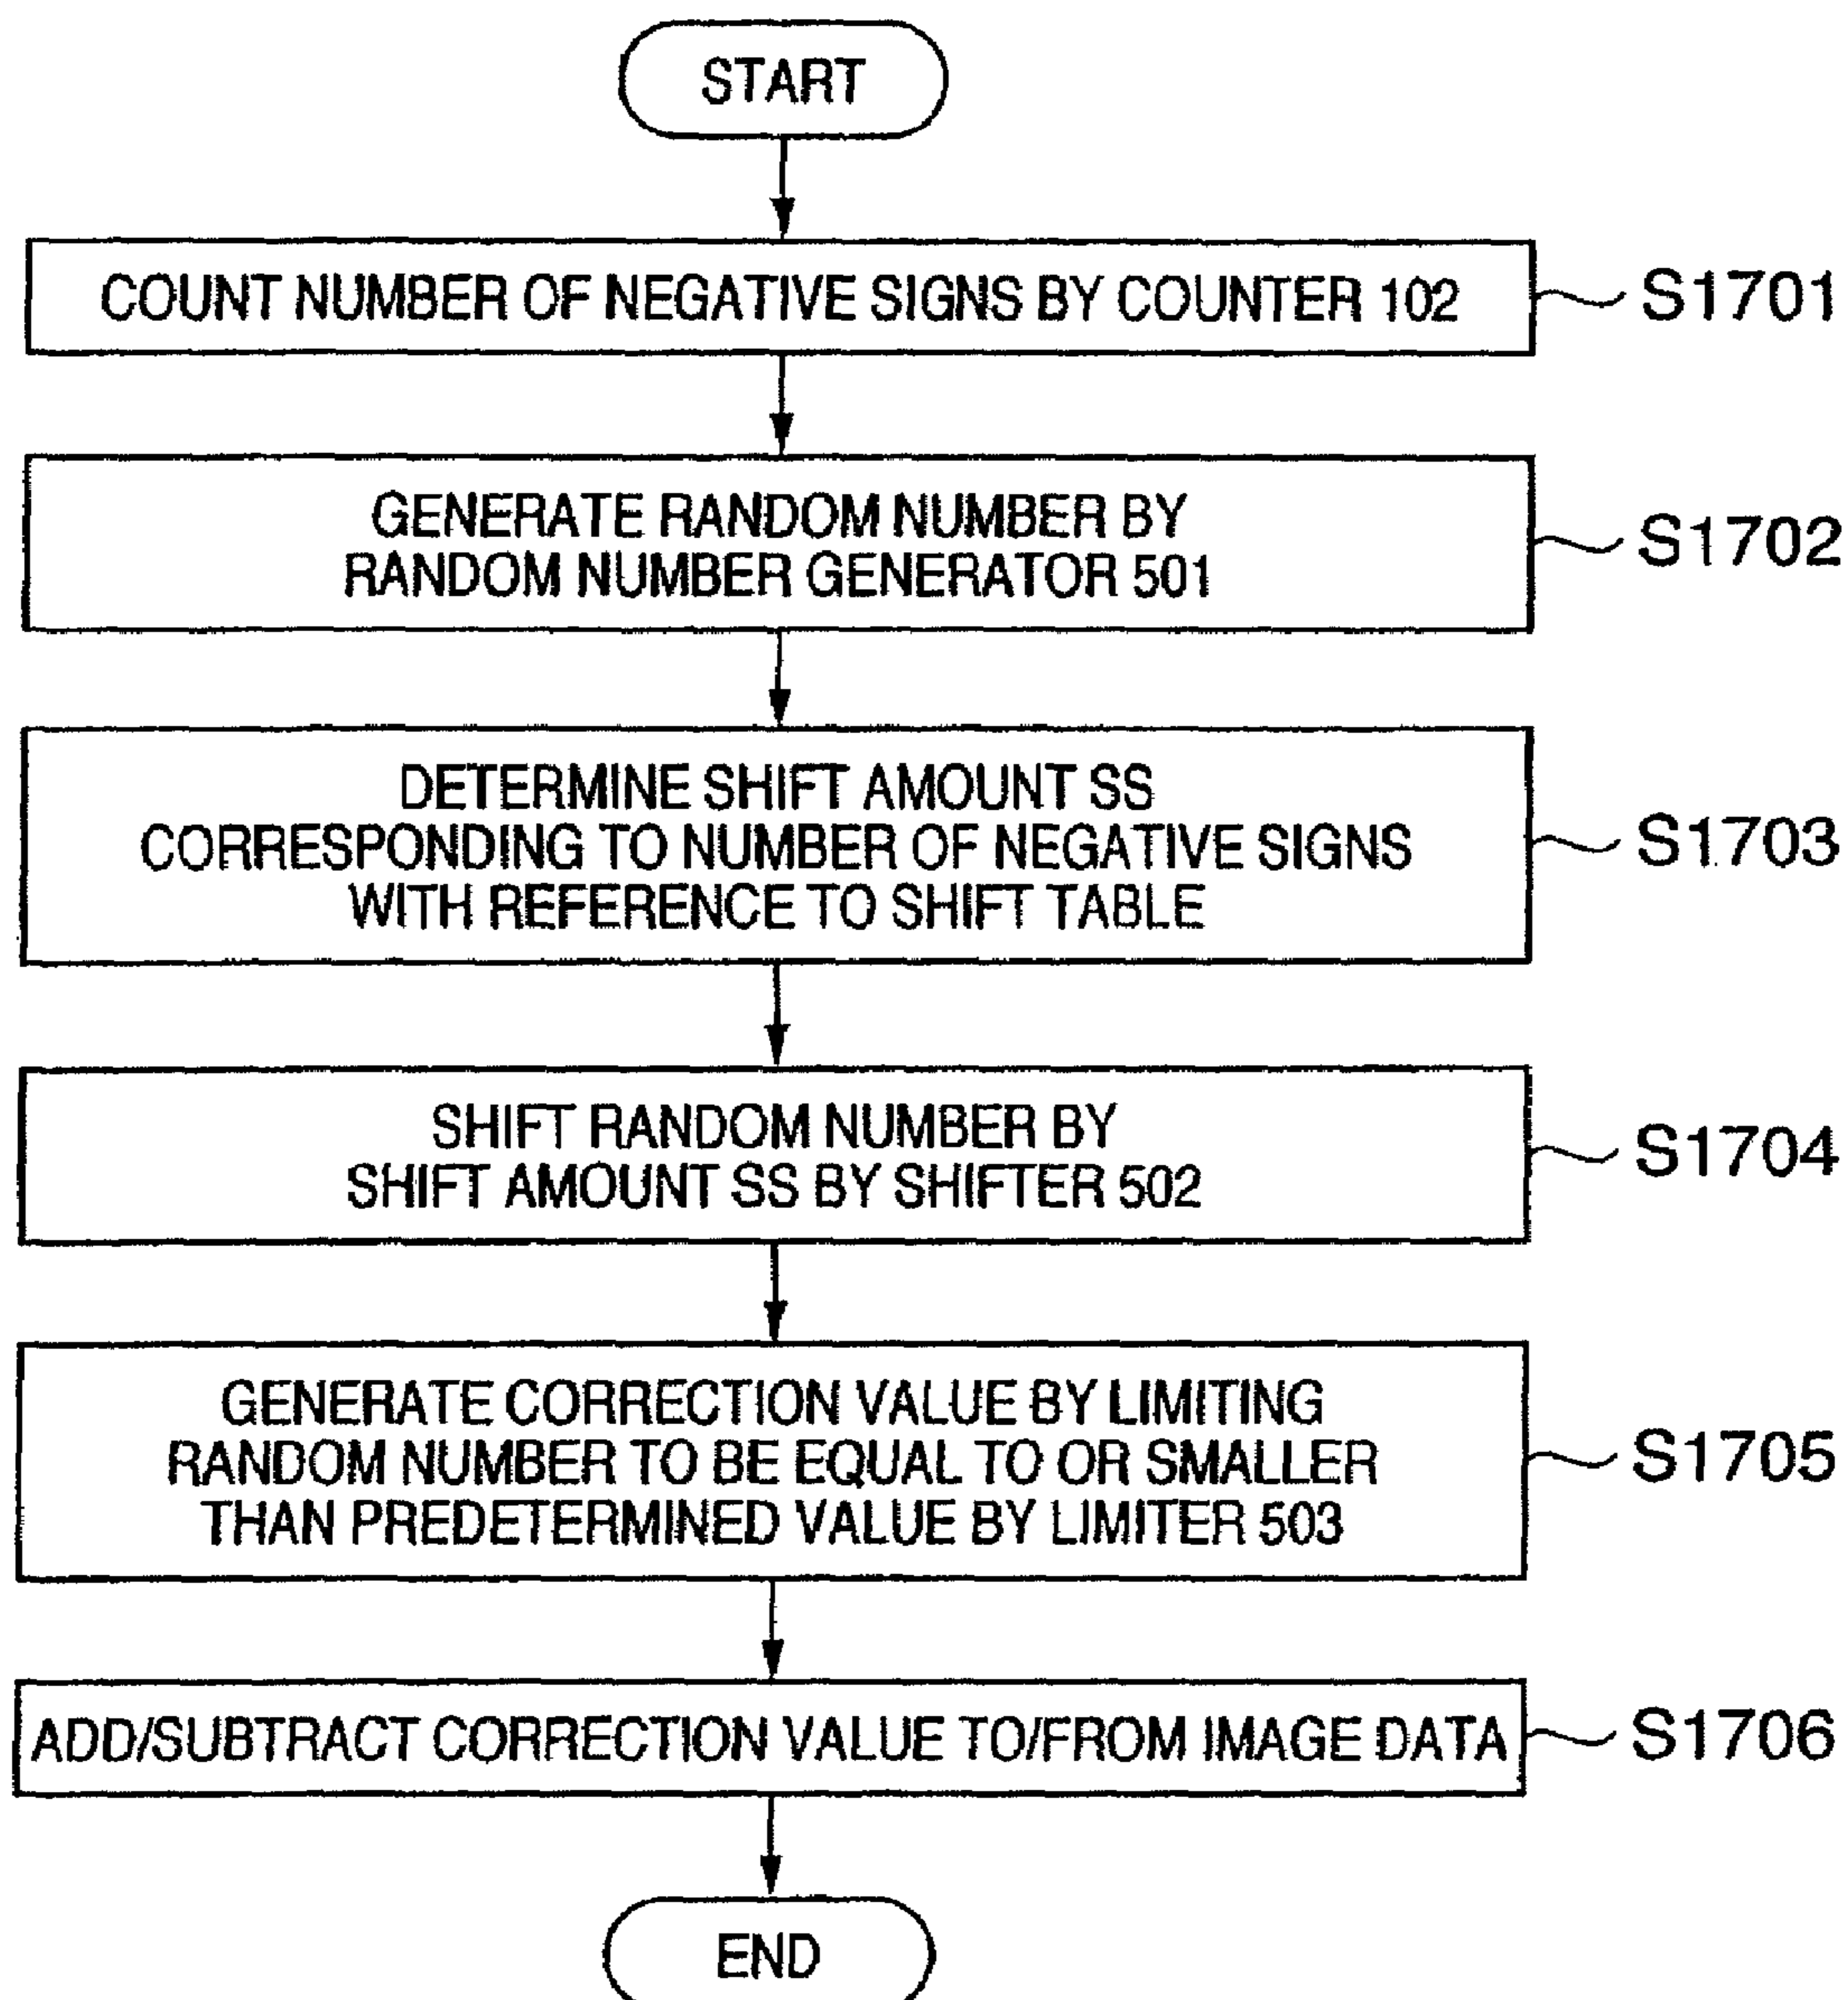 START
COUNT NUMBER OF NEGATIVE SIGNS BY COUNTER 102
S1701
GENERATE RANDOM NUMBER BY
RANDOM NUMBER GENERATOR 501
S1702
DETERMINE SHIFT AMOUNT SS
CORRESPONDING TO NUMBER OF NEGATIVE SIGNS
WITH REFERENCE TO SHIFT TABLE
S1703
SHIFT RANDOM NUMBER BY
SHIFT AMOUNT SS BY SHIFTER 502
S1704
GENERATE CORRECTION VALUE BY LIMITING
RANDOM NUMBER TO BE EQUAL TO OR SMALLER
THAN PREDETERMINED VALUE BY LIMITER 503
S1705
ADD/SUBTRACT CORRECTION VALUE TO/FROM IMAGE DATA
S1706
END